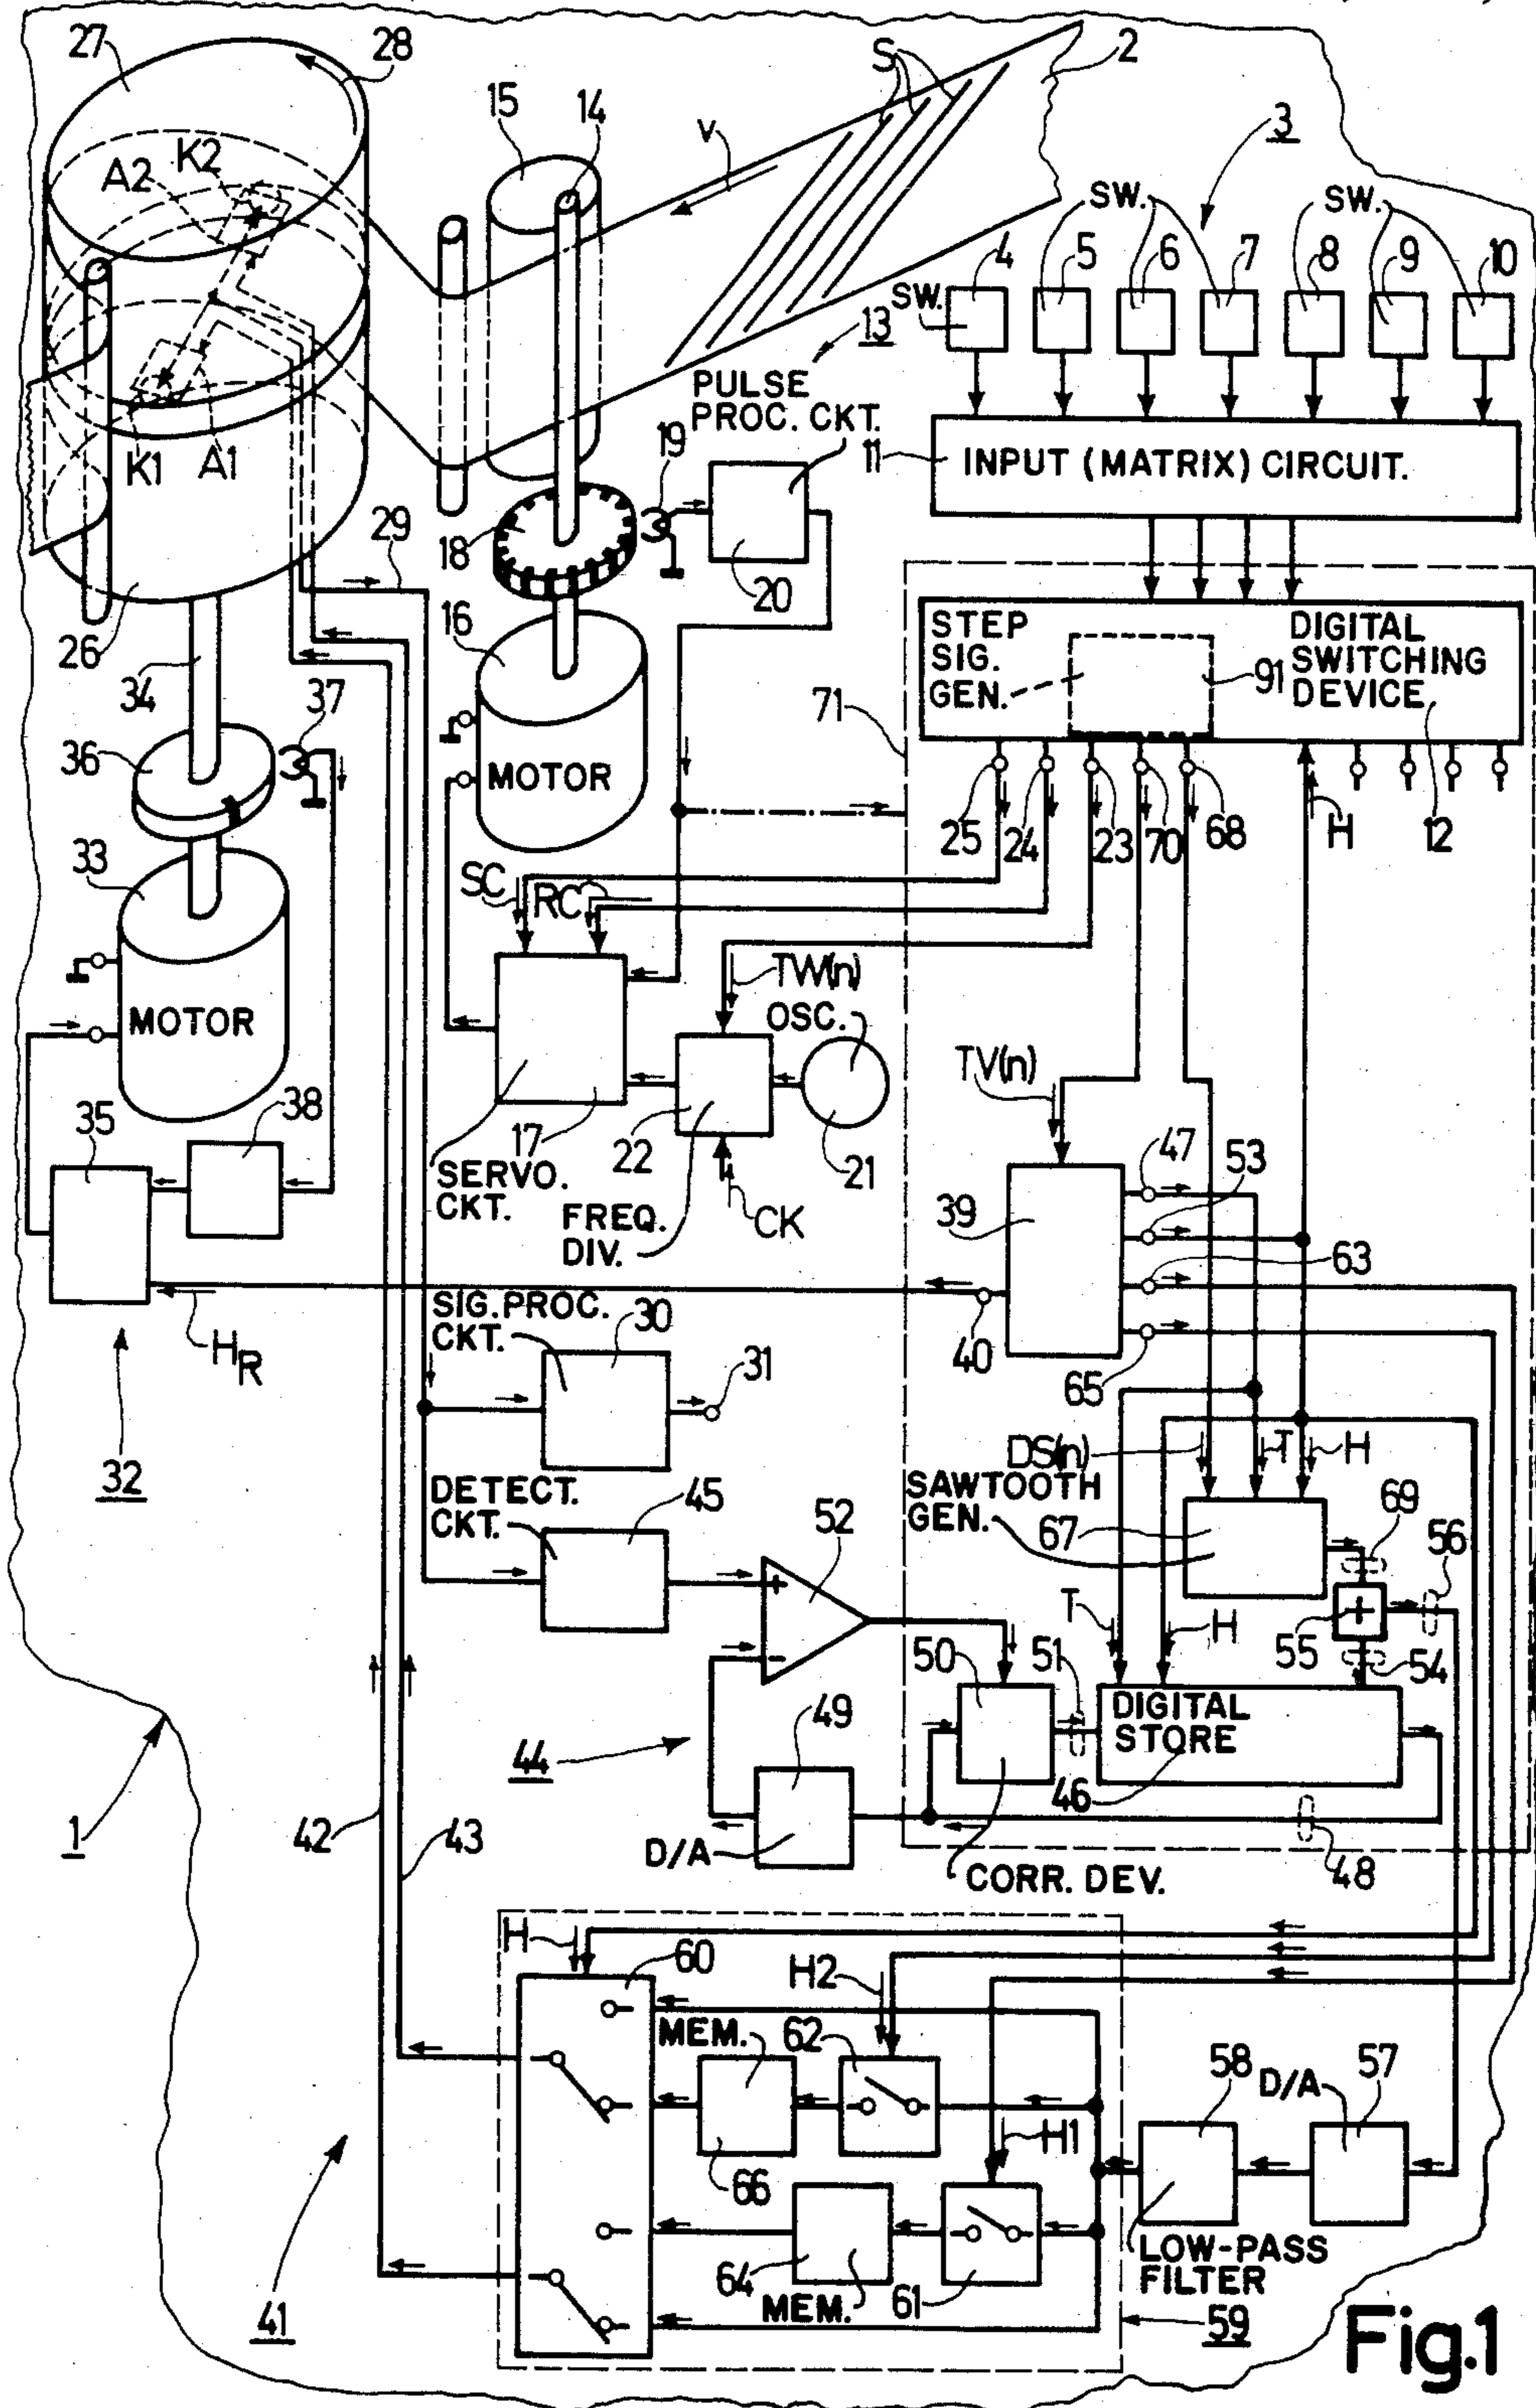 27
28
S
2
15
14
v
3
K2
A2
SW.
SW.
4
5
6
7
8
9
10
SW.
13
PULSE
PROC. CKT.
19
11
INPUT (MATRIX) CIRCUIT.
K1
A1
18
29
20
16
STEP
SIG.
GEN.
DIGITAL
SWITCHING
DEVICE
91
26
34
37
71
36
MOTOR
25
24
23
70
68
H
12
33
SC
RC
TW(n)
OSC.
MOTOR
TV(n)
35
38
17
22
21
47
53
SERVO.
CKT.
39
FREQ.
DIV.
CK
63
SIG. PROC.
CKT.
30
HR
40
31
65
32
DS(n)
T
H
DETECT.
CKT.
45
SAWTOOTH
GEN.
69
52
67
56
T
H
55
54
50
51
49
DIGITAL
STORE
44
46
1
42
43
D/A
48
CORR. DEV.
H
60
H2
MEM.
62
58
D/A
57
H1
66
41
64
MEM.
61
LOW-PASS
FILTER
59
Fig.1